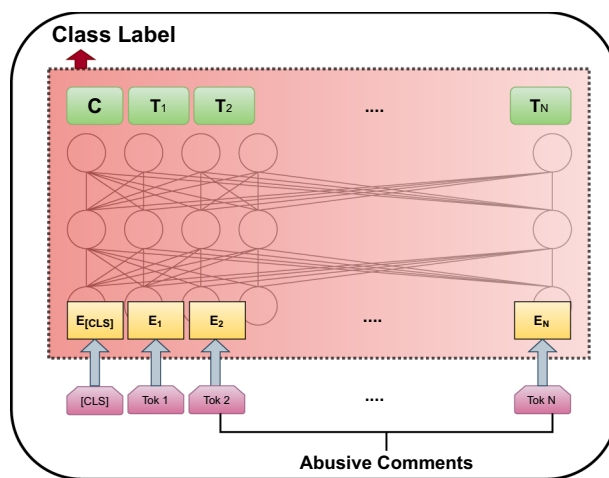 Class Label
C T1 T2 .... TN
E[CLS] E1 E2 .... EN
[CLS] Tok 1 Tok 2 .... Tok N
Abusive Comments